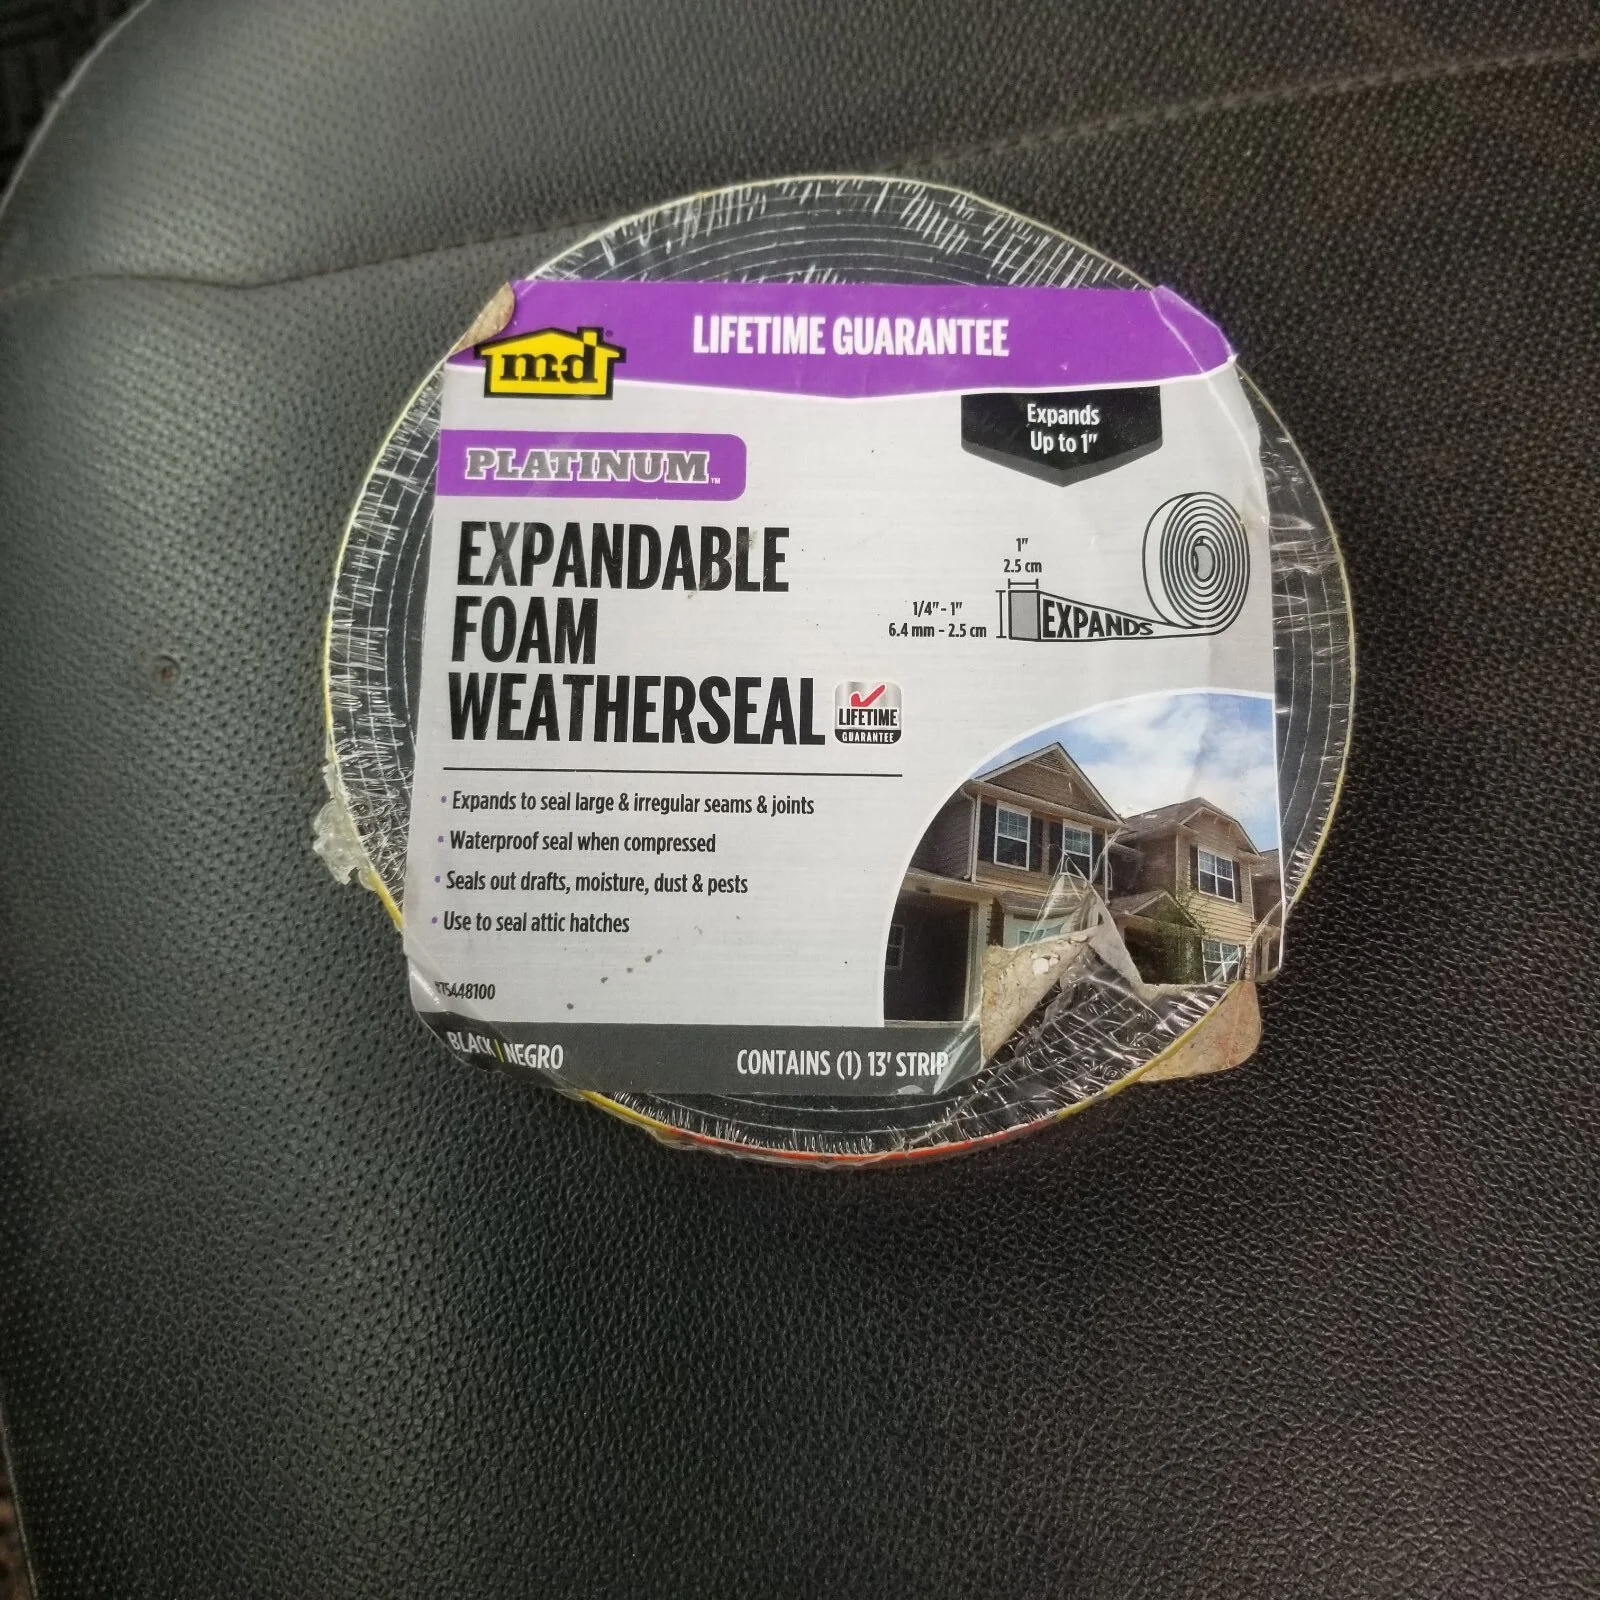 LIFETIME GUARANTEE
m-d
Expands
Up to 1"
PLATINUM™
EXPANDABLE
FOAM
WEATHERSEAL
LIFETIME
GUARANTEE
1"
2.5 cm
1/4" - 1"
6.4 mm - 2.5 cm
EXPANDS
• Expands to seal large & irregular seams & joints
• Waterproof seal when compressed
• Seals out drafts, moisture, dust & pests
• Use to seal attic hatches
75448100
BLACK | NEGRO
CONTAINS (1) 13' STRIP